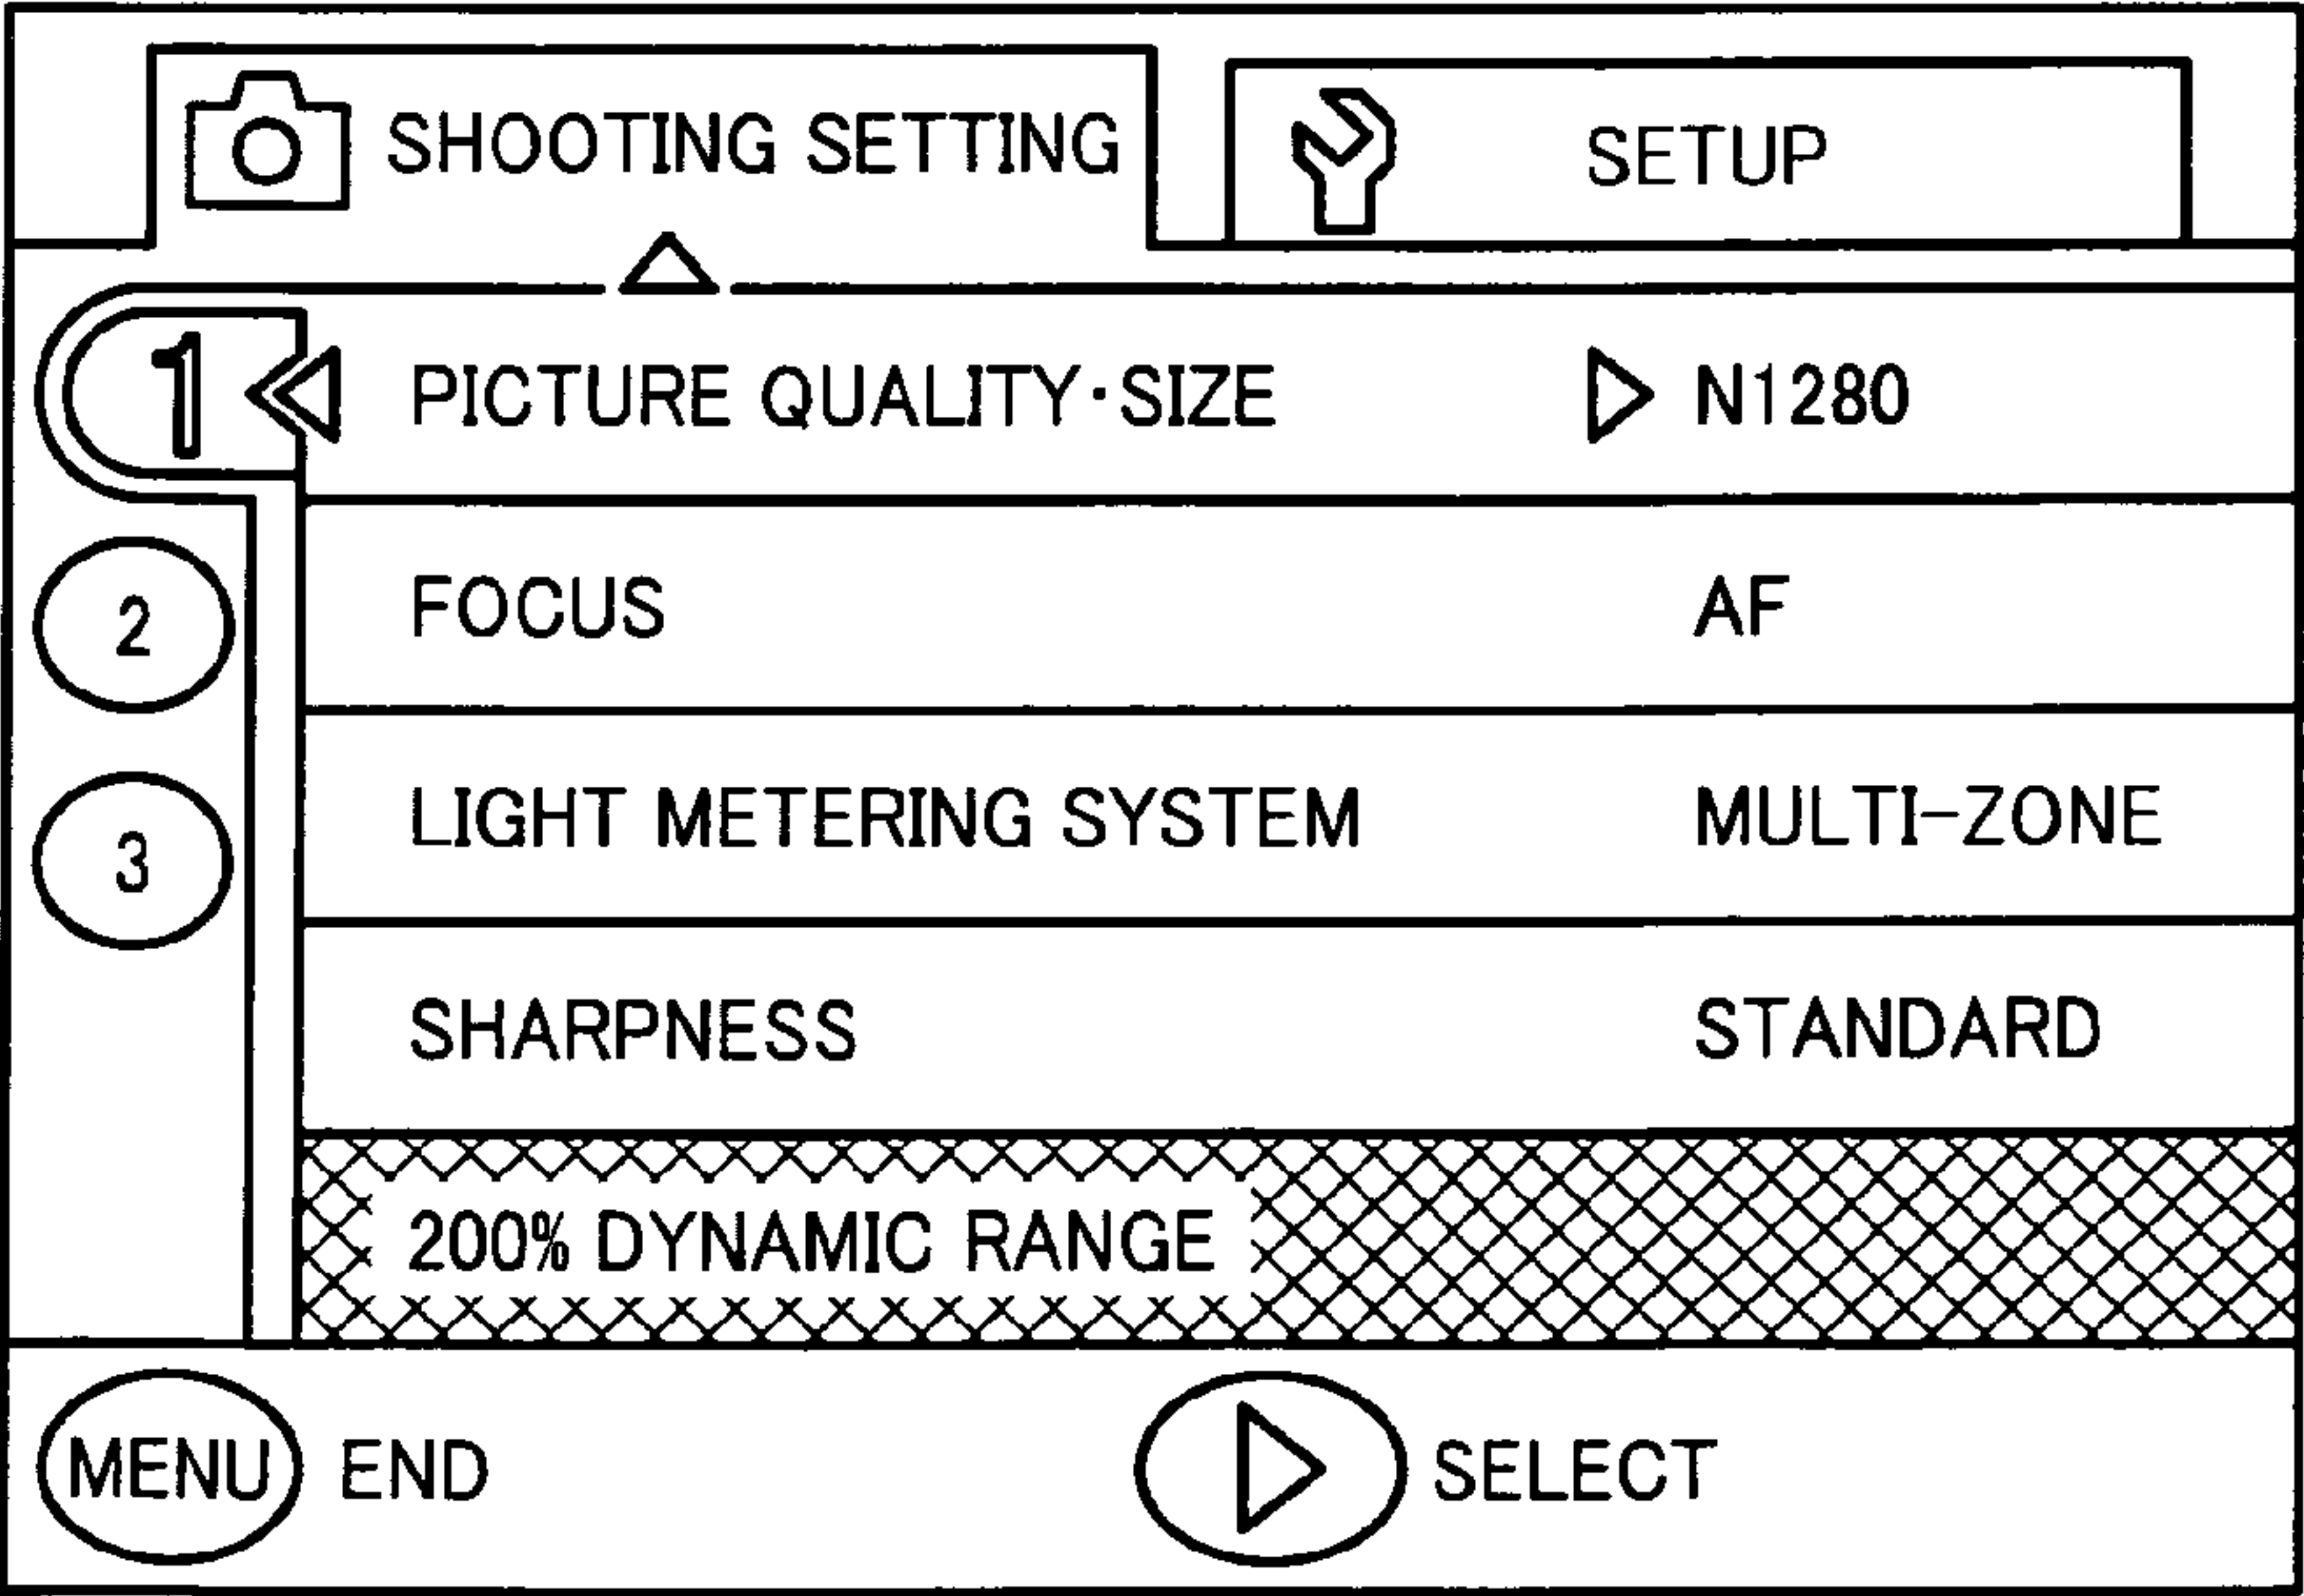 SHOOTING SETTING SETUP
1 PICTURE QUALITY·SIZE N1280
FOCUS AF
2
LIGHT METERING SYSTEM MULTI-ZONE
3
SHARPNESS STANDARD
200% DYNAMIC RANGE
MENU END SELECT